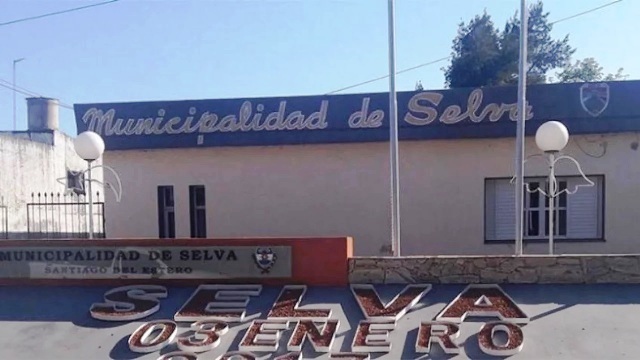 Municipalidad de Selva
MUNICIPALIDAD DE SELVA
SANTIAGO DEL ESTERO
SELVA
03 ENERO